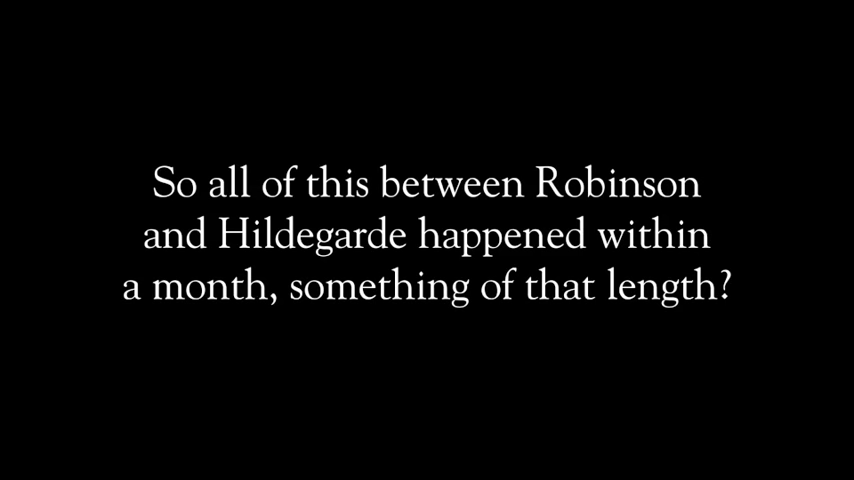 So all of this between Robinson
and Hildegarde happened within
a month, something of that length?